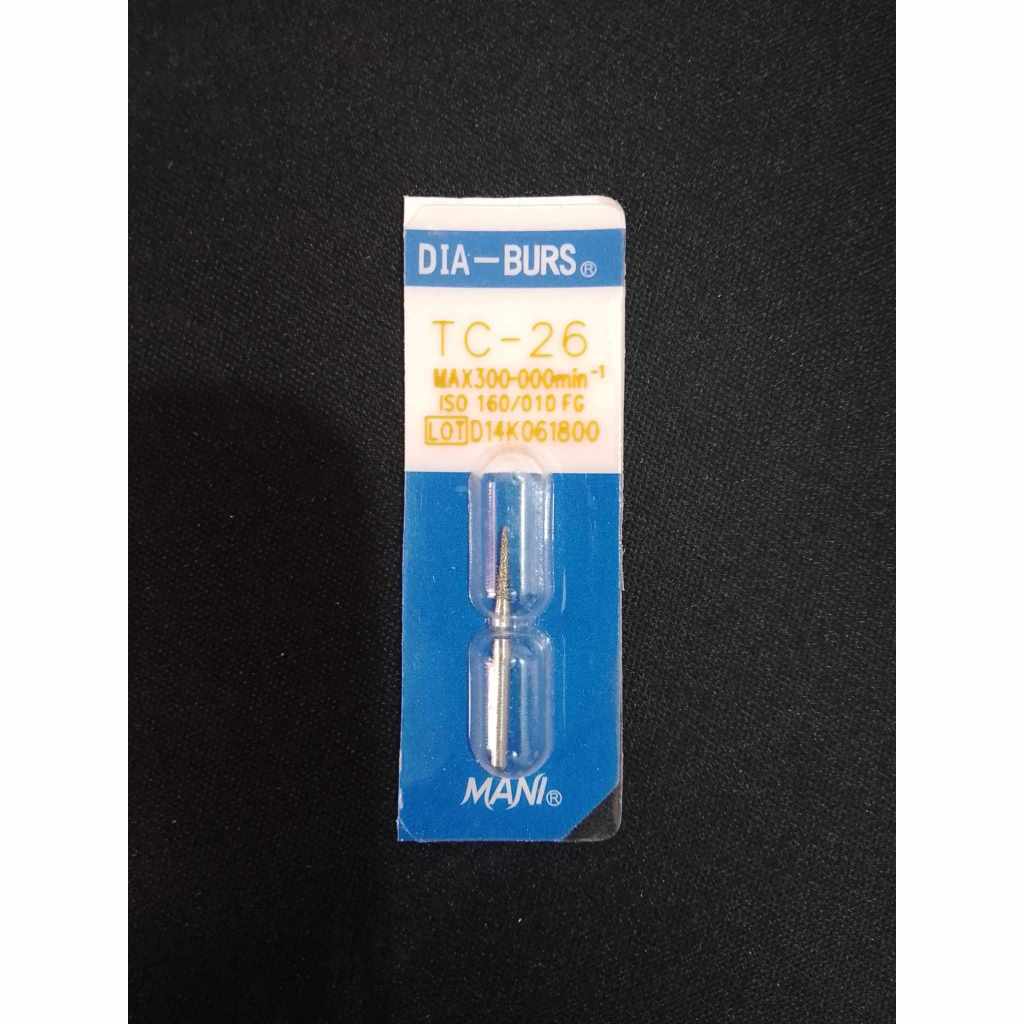 DIA-BURS®
TC-26
MAX300-000min⁻¹
ISO 160/010 FG
LOT D14K061800
MANI®